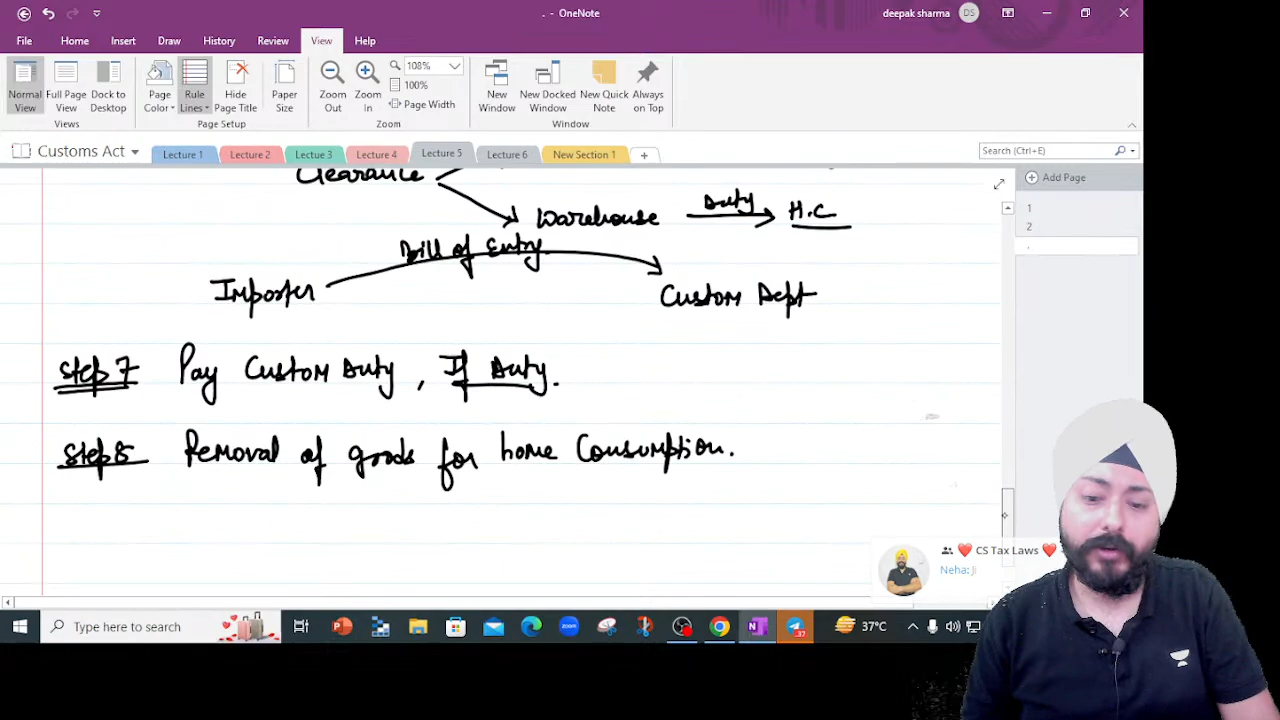 . - OneNote
deepak sharma DS
File Home Insert Draw History Review View Help
108%
100%
Page Width
Normal View
Full Page View
Dock to Desktop
Page Color
Rule Lines
Hide Page Title
Paper Size
Zoom Out
Zoom In
New Window
New Docked Window
New Quick Note
Always on Top
Views Page Setup Zoom Window
Customs Act Lecture 1 Lecture 2 Lectue 3 Lecture 4 Lecture 5 Lecture 6 New Section 1 + Search (Ctrl+E)
Add Page
1
2
Clearance
Warehouse Duty H.C
Bill of Entry
Importer Custom Dept
Step 7 Pay Custom Duty, If Duty.
Step 8 Removal of goods for home Consumption.
❤️ CS Tax Laws ❤️
Neha: Ji
Type here to search 37 37°C